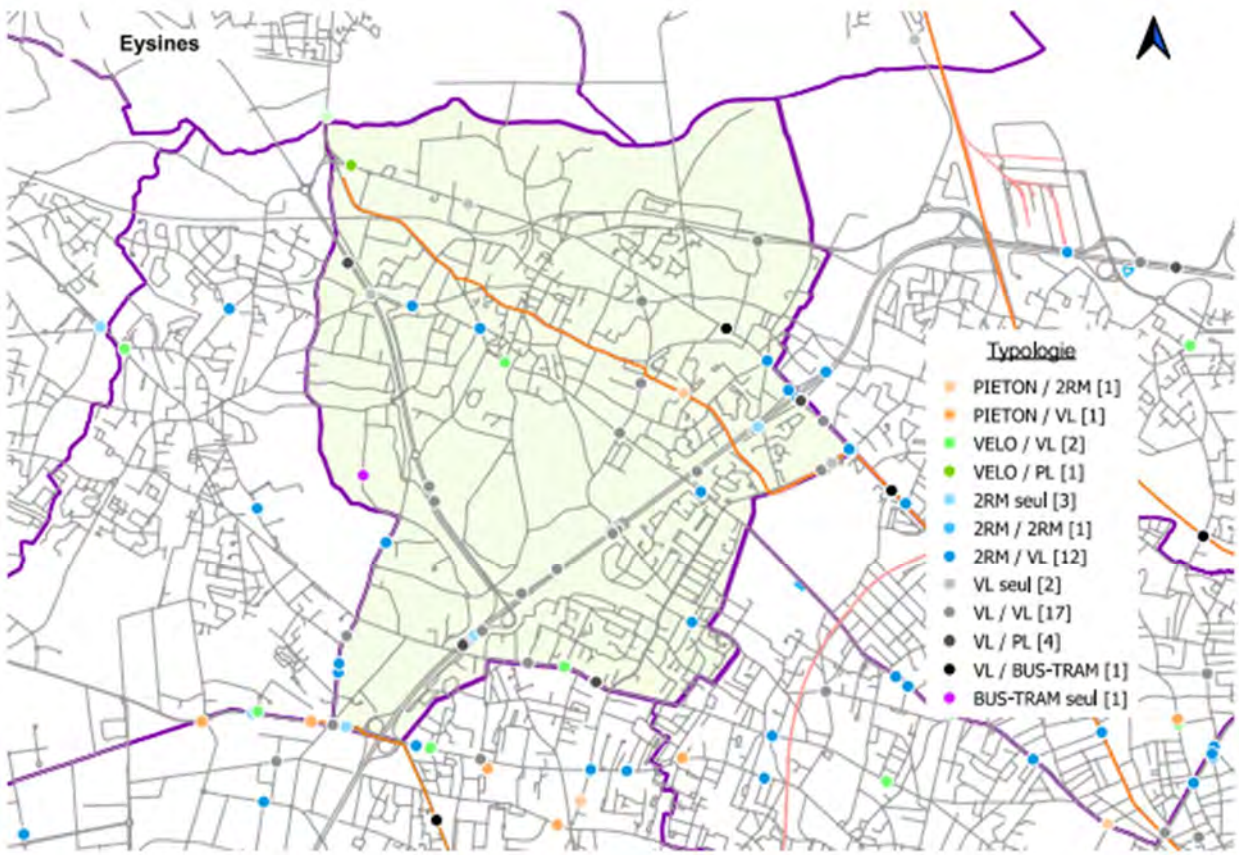 Eysines
Typologie
PIETON / 2RM [1]
PIETON / VL [1]
VELO / VL [2]
VELO / PL [1]
2RM seul [3]
2RM / 2RM [1]
2RM / VL [12]
VL seul [2]
VL / VL [17]
VL / PL [4]
VL / BUS-TRAM [1]
BUS-TRAM seul [1]